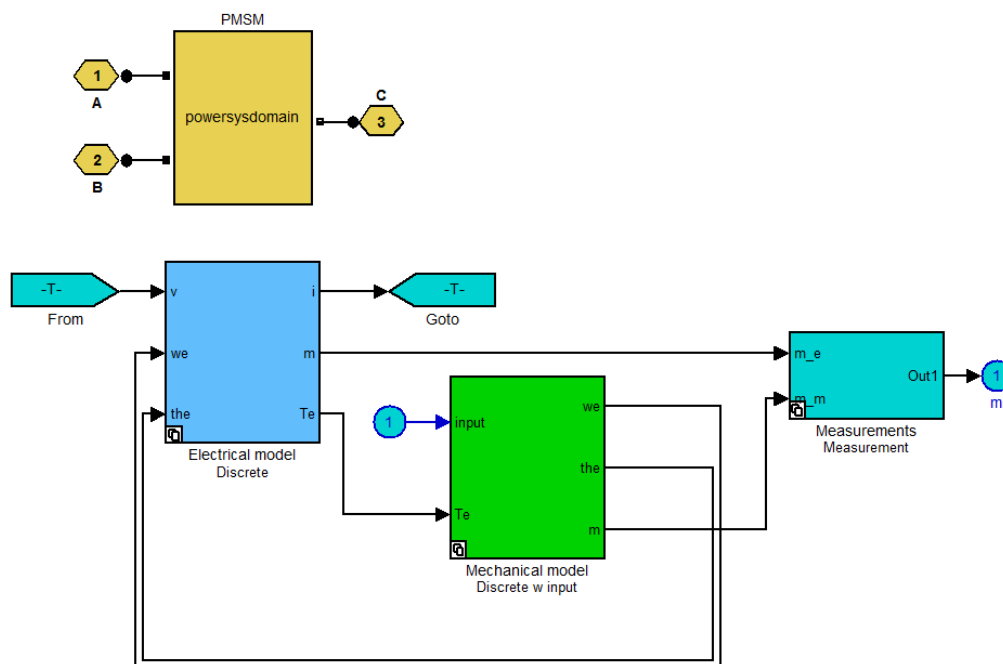 PMSM
1
A
powersysdomain
C
3
2
B
-T-
From
v
we
the
i
m
Te
Electrical model
Discrete
-T-
Goto
1
input
Te
we
the
m
Mechanical model
Discrete w input
m_e
m_m
Out1
Measurements
Measurement
1
m